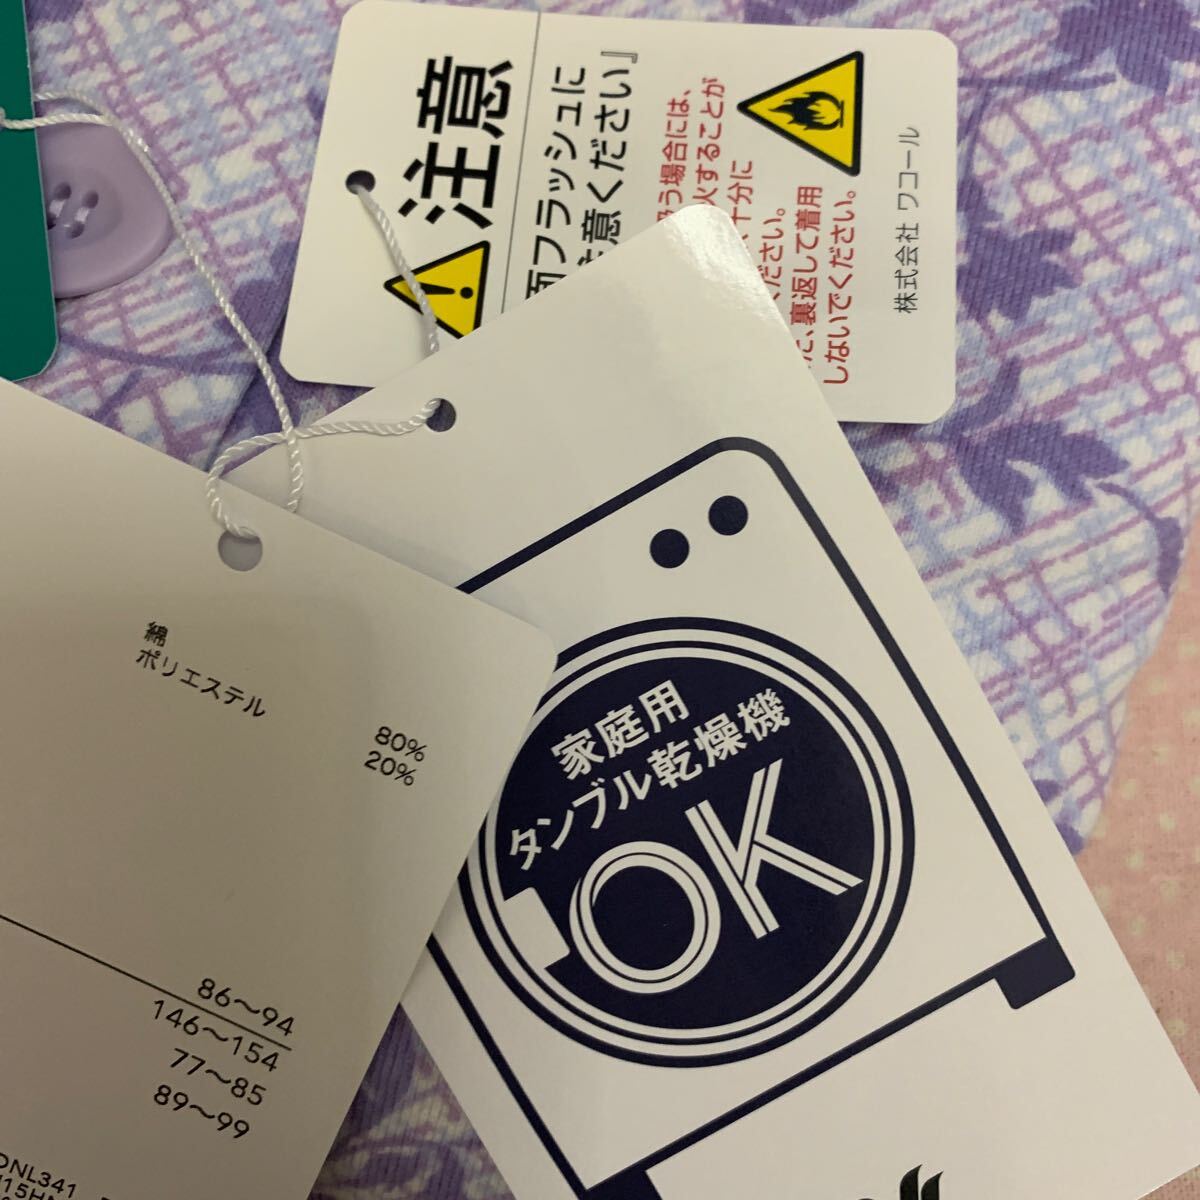 注意
面フラッシュに
注意ください』
う場合には、
火することが
十分に
ください。
た、裏返して着用
しないでください。
株式会社 ワコール
綿 80%
ポリエステル 20%
86〜94
146〜154
77〜85
89〜99
家庭用
タンブル乾燥機
OK